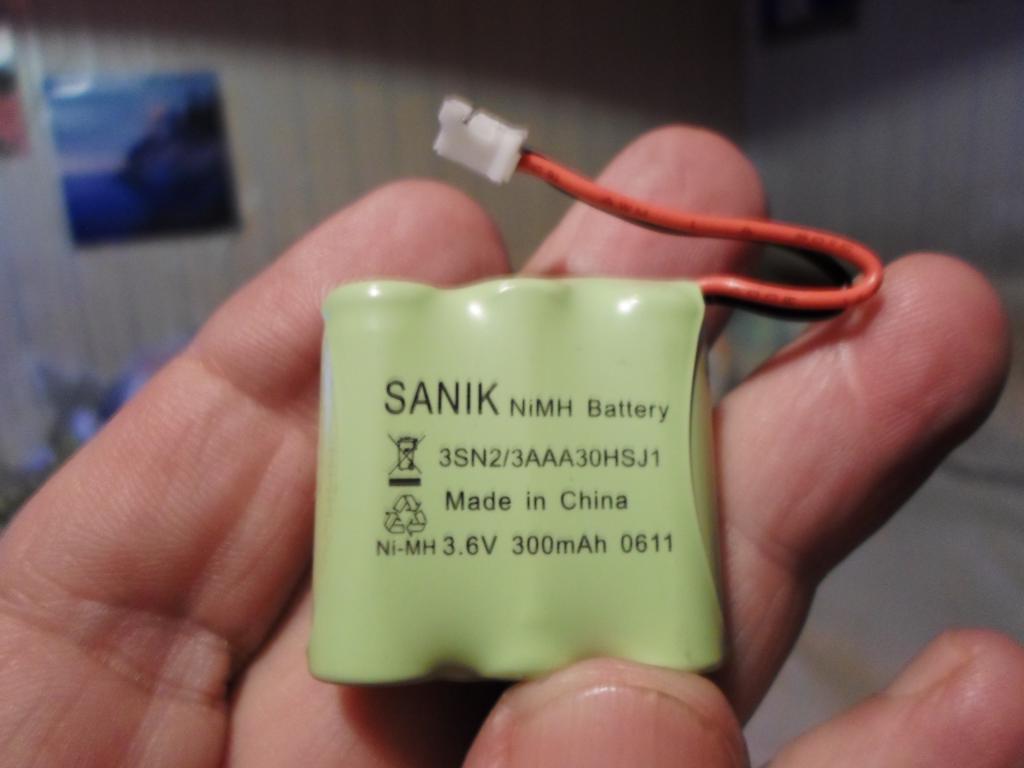 SANIK NiMH Battery
3SN2/3AAA30HSJ1
Made in China
Ni-MH 3.6V 300mAh 0611